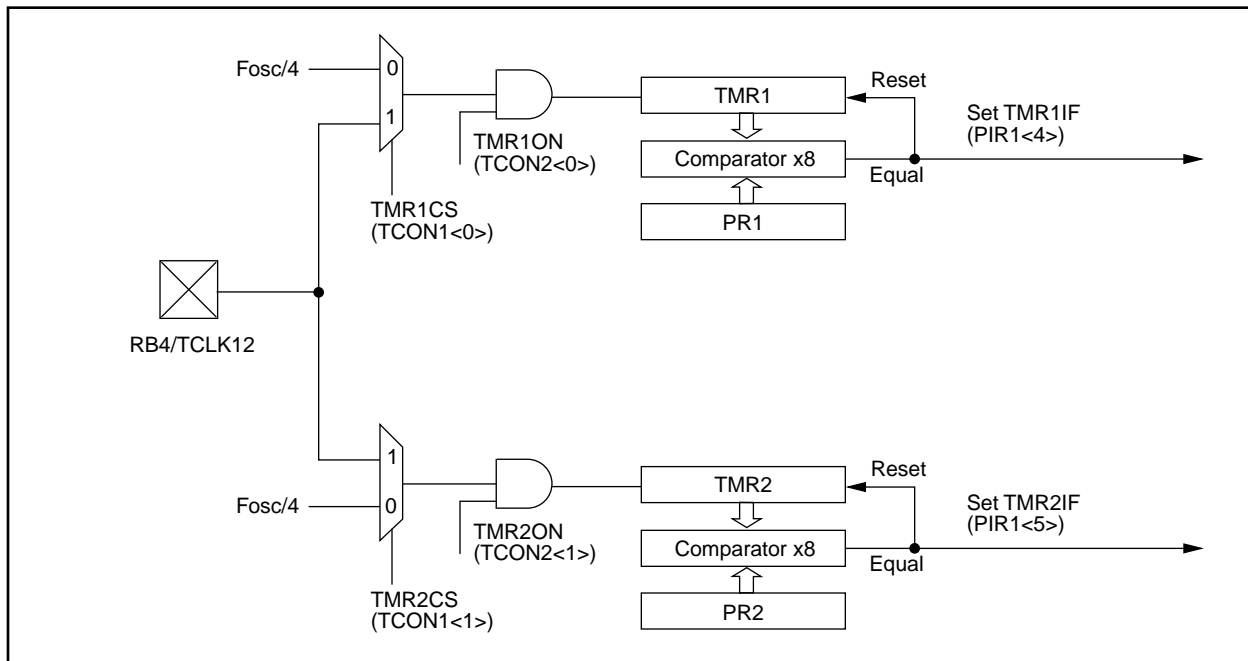 Fosc/4
0
1
TMR1ON
(TCON2<0>)
TMR1CS
(TCON1<0>)
TMR1
Comparator x8
PR1
Reset
Equal
Set TMR1IF
(PIR1<4>)
RB4/TCLK12
1
0
Fosc/4
TMR2ON
(TCON2<1>)
TMR2CS
(TCON1<1>)
TMR2
Comparator x8
PR2
Reset
Equal
Set TMR2IF
(PIR1<5>)